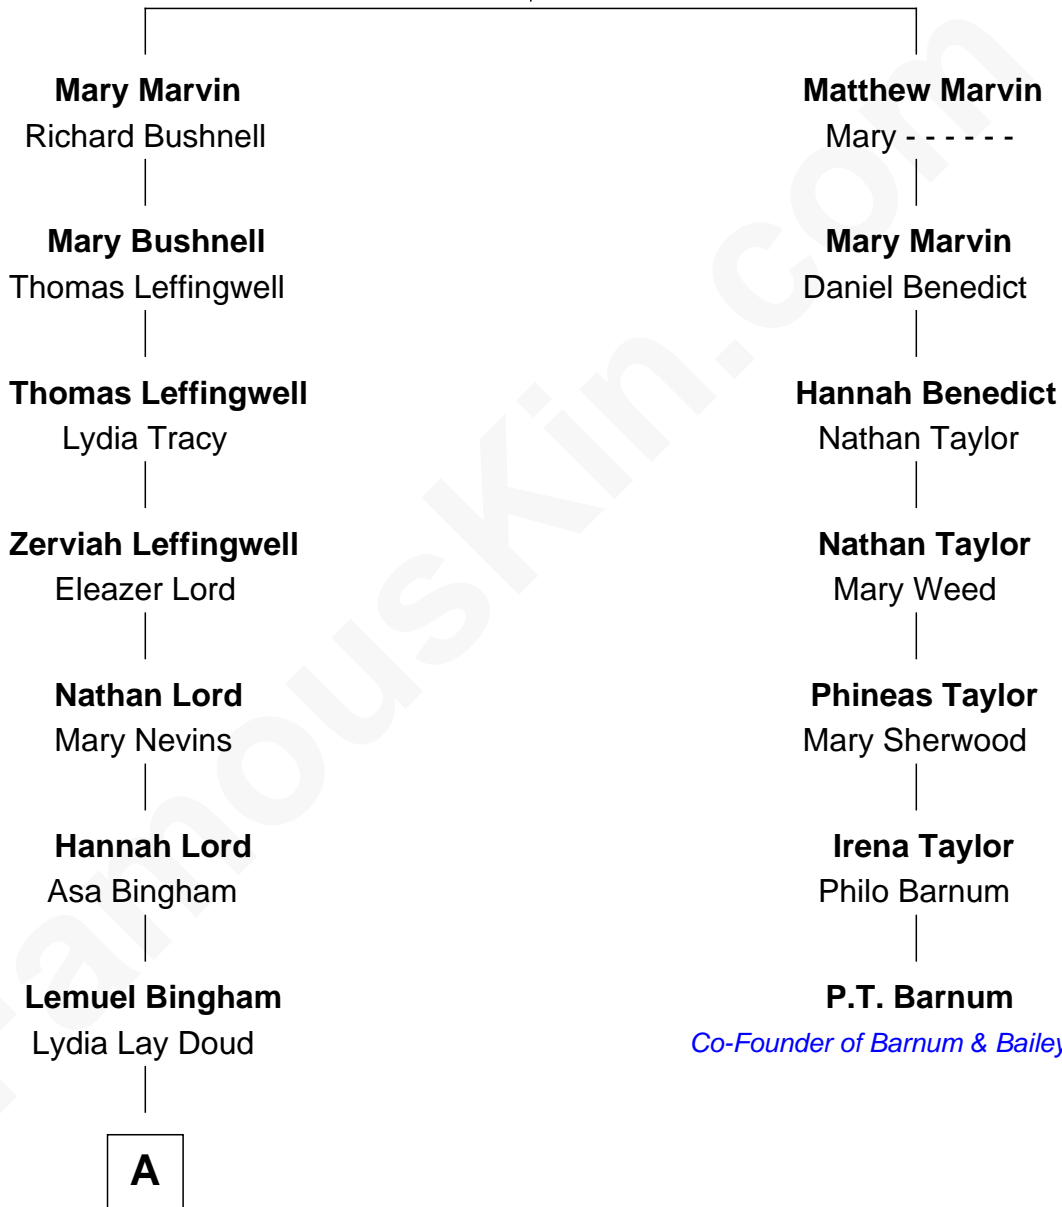 Mary Marvin
Richard Bushnell
Mary Bushnell
Thomas Leffingwell
Thomas Leffingwell
Lydia Tracy
Zerviah Leffingwell
Eleazer Lord
Nathan Lord
Mary Nevins
Hannah Lord
Asa Bingham
Lemuel Bingham
Lydia Lay Doud
A
Matthew Marvin
Mary - - - - - -
Mary Marvin
Daniel Benedict
Hannah Benedict
Nathan Taylor
Nathan Taylor
Mary Weed
Phineas Taylor
Mary Sherwood
Irena Taylor
Philo Barnum
P.T. Barnum
Co-Founder of Barnum & Bailey
FamousKin.com